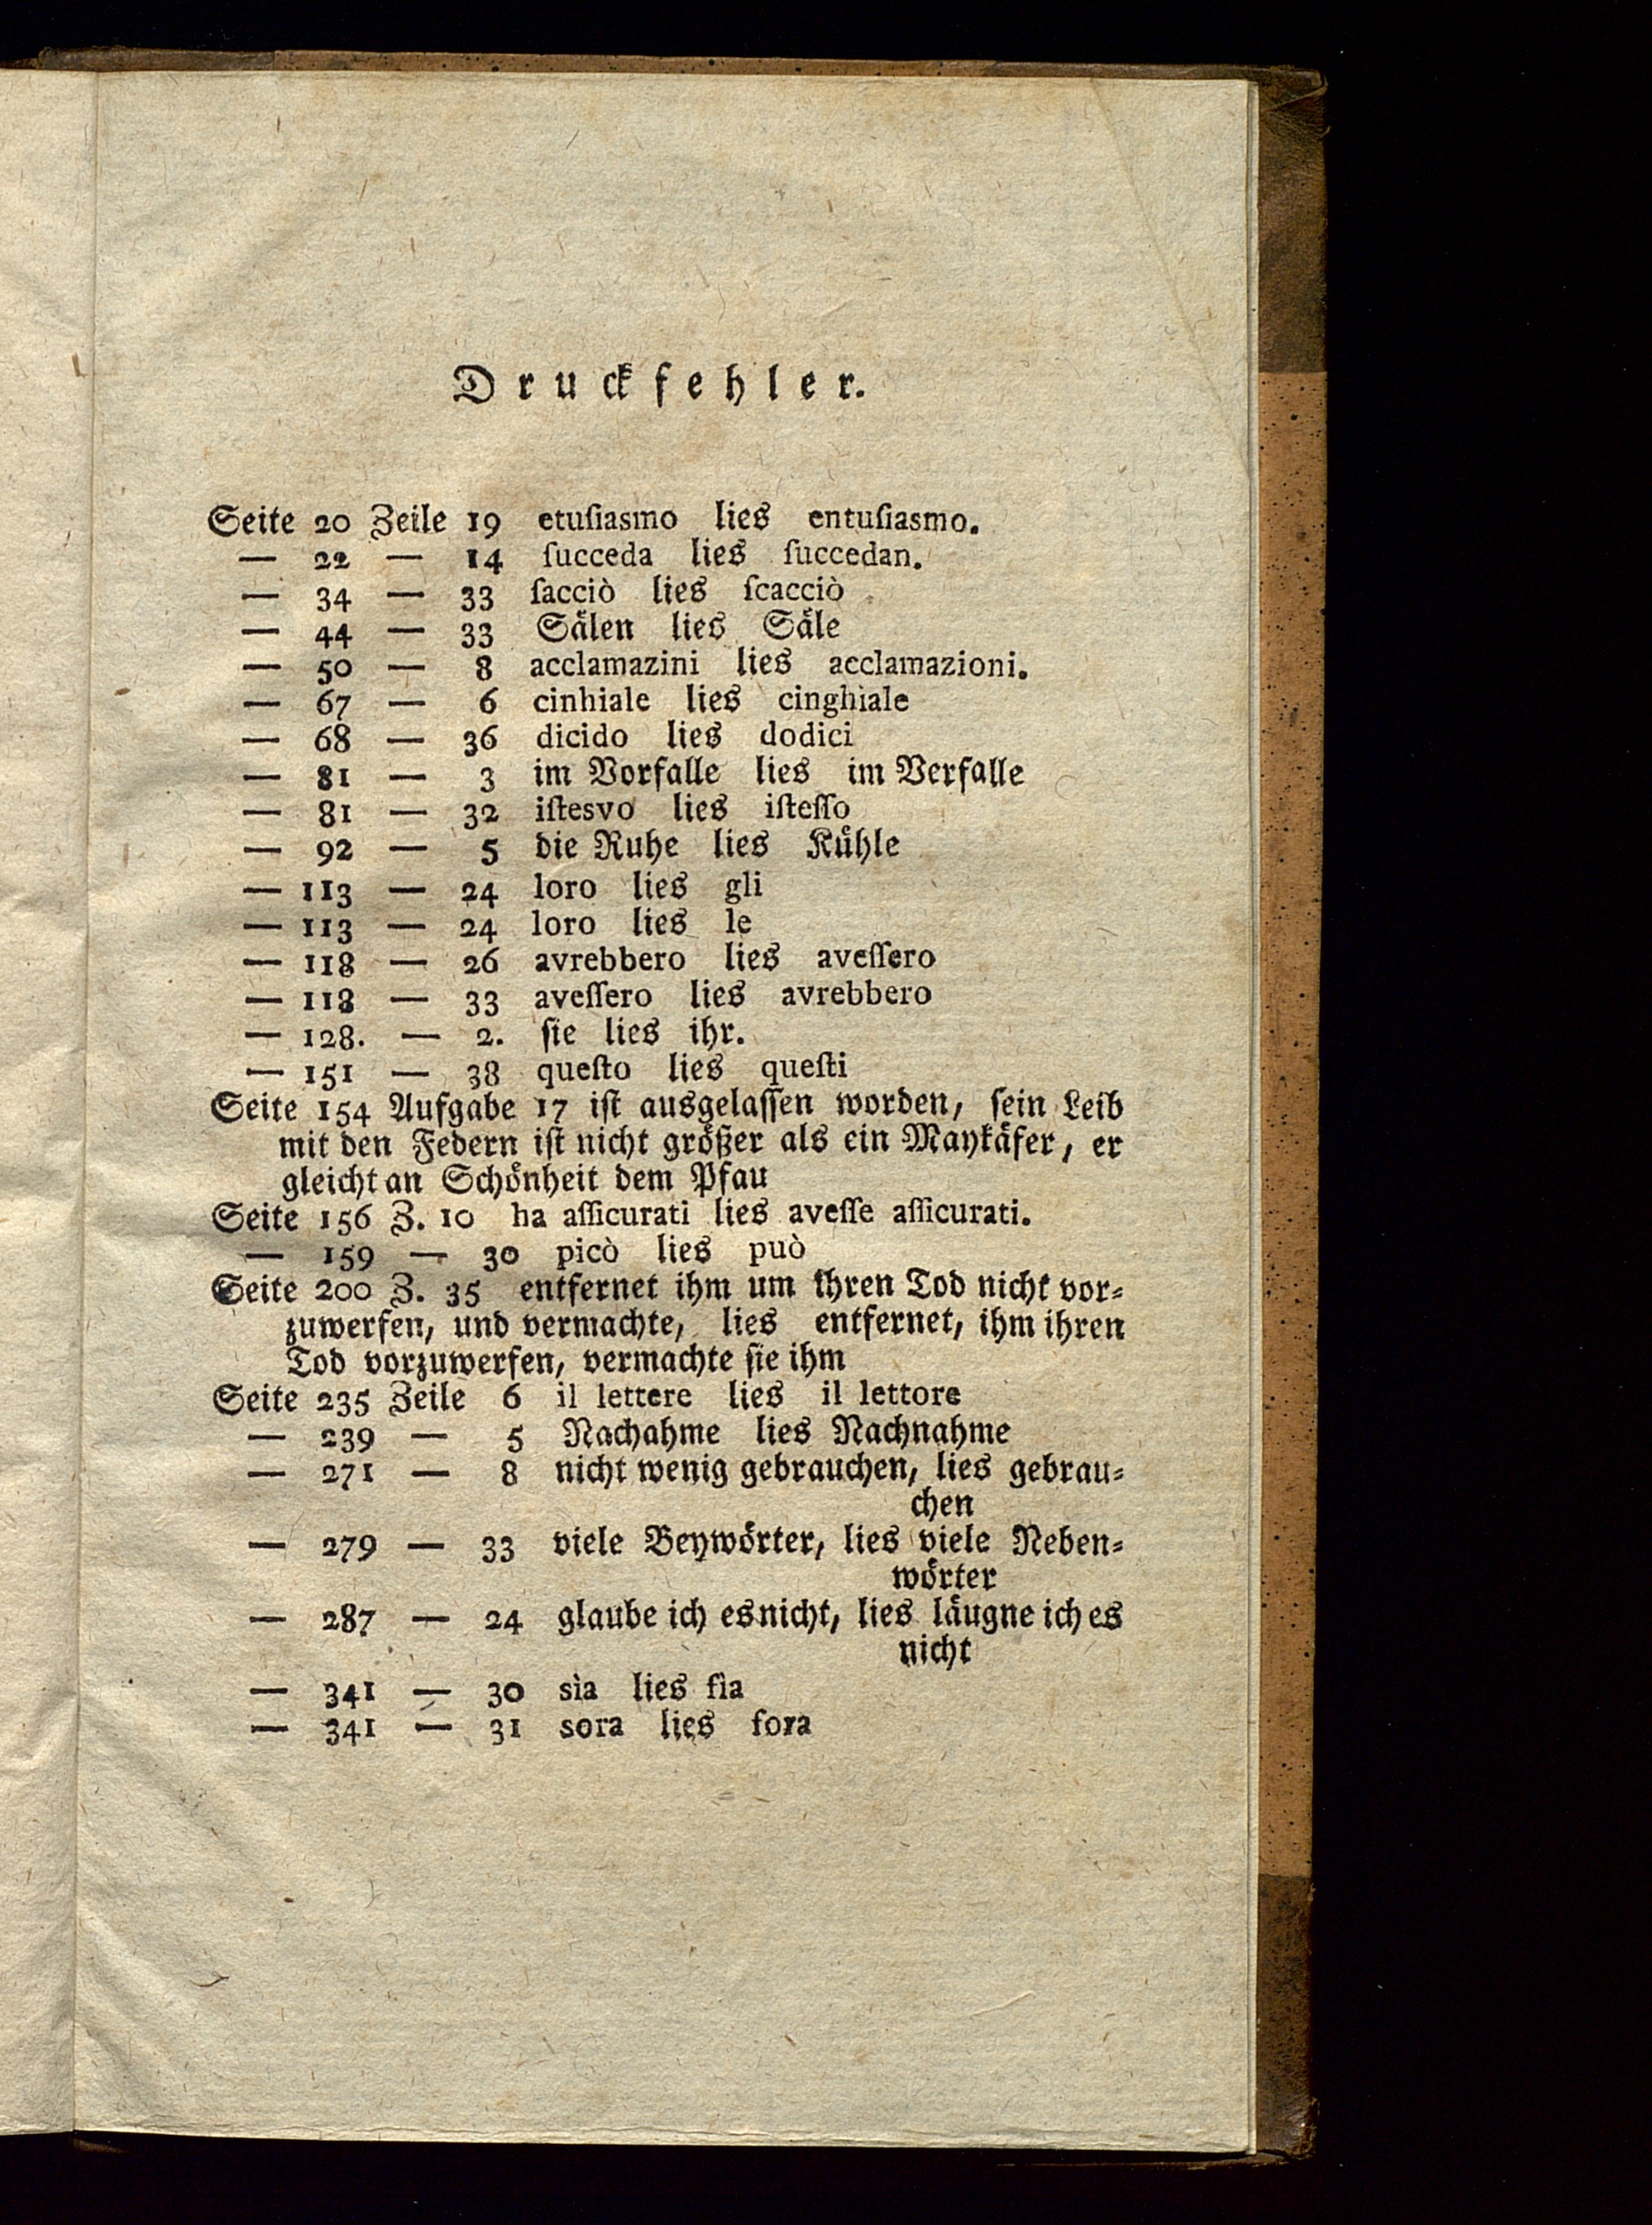 Druckfehler.
Seite 20 Zeile 19 etuſiasmo lies entuſiasmo.
— 22 — 14 ſucceda lies ſuccedan.
— 34 — 33 ſacciò lies ſcacciò
— 44 — 33 Sälen lies Säle
— 50 — 8 acclamazini lies acclamazioni.
— 67 — 6 cinhiale lies cinghiale
— 68 — 36 dicido lies dodici
— 81 — 3 im Vorfalle lies im Verfalle
— 81 — 32 iſtesvo lies iſteſſo
— 92 — 5 die Ruhe lies Kühle
— 113 — 24 loro lies gli
— 113 — 24 loro lies le
— 118 — 26 avrebbero lies aveſſero
— 118 — 33 aveſſero lies avrebbero
— 128. — 2. ſie lies ihr.
— 151 — 38 queſto lies queſti
Seite 154 Aufgabe 17 iſt ausgelaſſen worden, ſein Leib
mit den Federn iſt nicht größer als ein Maykäfer, er
gleicht an Schönheit dem Pfau
Seite 156 Z. 10 ha aſſicurati lies aveſſe aſſicurati.
— 159 — 30 picò lies può
Seite 200 Z. 35 entfernet ihm um ihren Tod nicht vor⸗
zuwerfen, und vermachte, lies entfernet, ihm ihren
Tod vorzuwerfen, vermachte ſie ihm
Seite 235 Zeile 6 il lettere lies il lettore
— 239 — 5 Nachahme lies Nachnahme
— 271 — 8 nicht wenig gebrauchen, lies gebrau⸗
chen
— 279 — 33 viele Beywörter, lies viele Neben⸗
wörter
— 287 — 24 glaube ich es nicht, lies läugne ich es
nicht
— 341 — 30 sìa lies fìa
— 341 — 31 sora lies fora